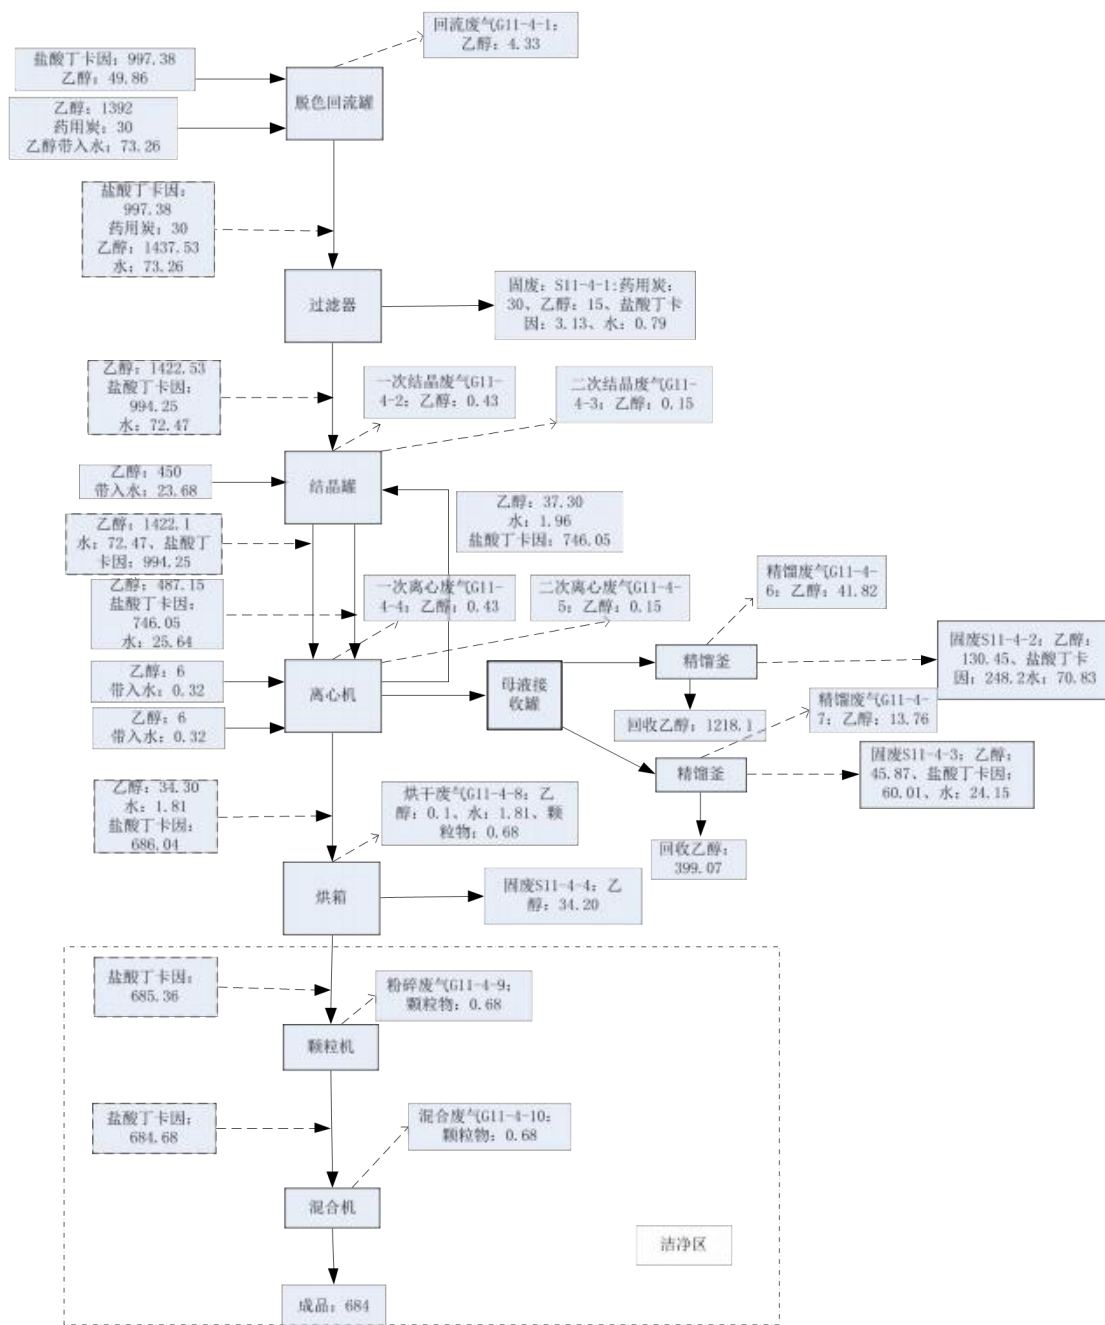 回流废气G11-4-1;
乙醇: 4.33
盐酸丁卡因: 997.38
乙醇: 49.86
脱色回流罐
乙醇: 1392
药用炭: 30
乙醇带入水: 73.26
盐酸丁卡因:
997.38
药用炭: 30
乙醇: 1437.53
水: 73.26
过滤器
固废: S11-4-1:药用炭:
30、乙醇: 15、盐酸丁卡
因: 3.13、水: 0.79
乙醇: 1422.53
盐酸丁卡因:
994.25
水: 72.47
一次结晶废气G11-
4-2; 乙醇: 0.43
二次结晶废气G11-
4-3; 乙醇: 0.15
乙醇: 450
带入水: 23.68
结晶罐
乙醇: 37.30
水: 1.96
盐酸丁卡因: 746.05
乙醇: 1422.1
水: 72.47、盐酸丁
卡因: 994.25
乙醇: 487.15
盐酸丁卡因:
746.05
水: 25.64
一次离心废气G11-
4-4; 乙醇: 0.43
二次离心废气G11-4-
5; 乙醇: 0.15
精馏废气G11-4-
6; 乙醇: 41.82
精馏釜
固废S11-4-2; 乙醇:
130.45、盐酸丁卡
因: 248.2水: 70.83
乙醇: 6
带入水: 0.32
离心机
母液接
收罐
回收乙醇: 1218.1
精馏废气G11-4-
7; 乙醇: 13.76
乙醇: 6
带入水: 0.32
精馏釜
固废S11-4-3; 乙醇:
45.87、盐酸丁卡因:
60.01、水: 24.15
乙醇: 34.30
水: 1.81
盐酸丁卡因:
686.04
烘干废气G11-4-8; 乙
醇: 0.1、水: 1.81、颗
粒物: 0.68
回收乙醇:
399.07
烘箱
固废S11-4-4; 乙
醇: 34.20
盐酸丁卡因:
685.36
粉碎废气G11-4-9;
颗粒物: 0.68
颗粒机
盐酸丁卡因:
684.68
混合废气G11-4-10;
颗粒物: 0.68
混合机
洁净区
成品: 684